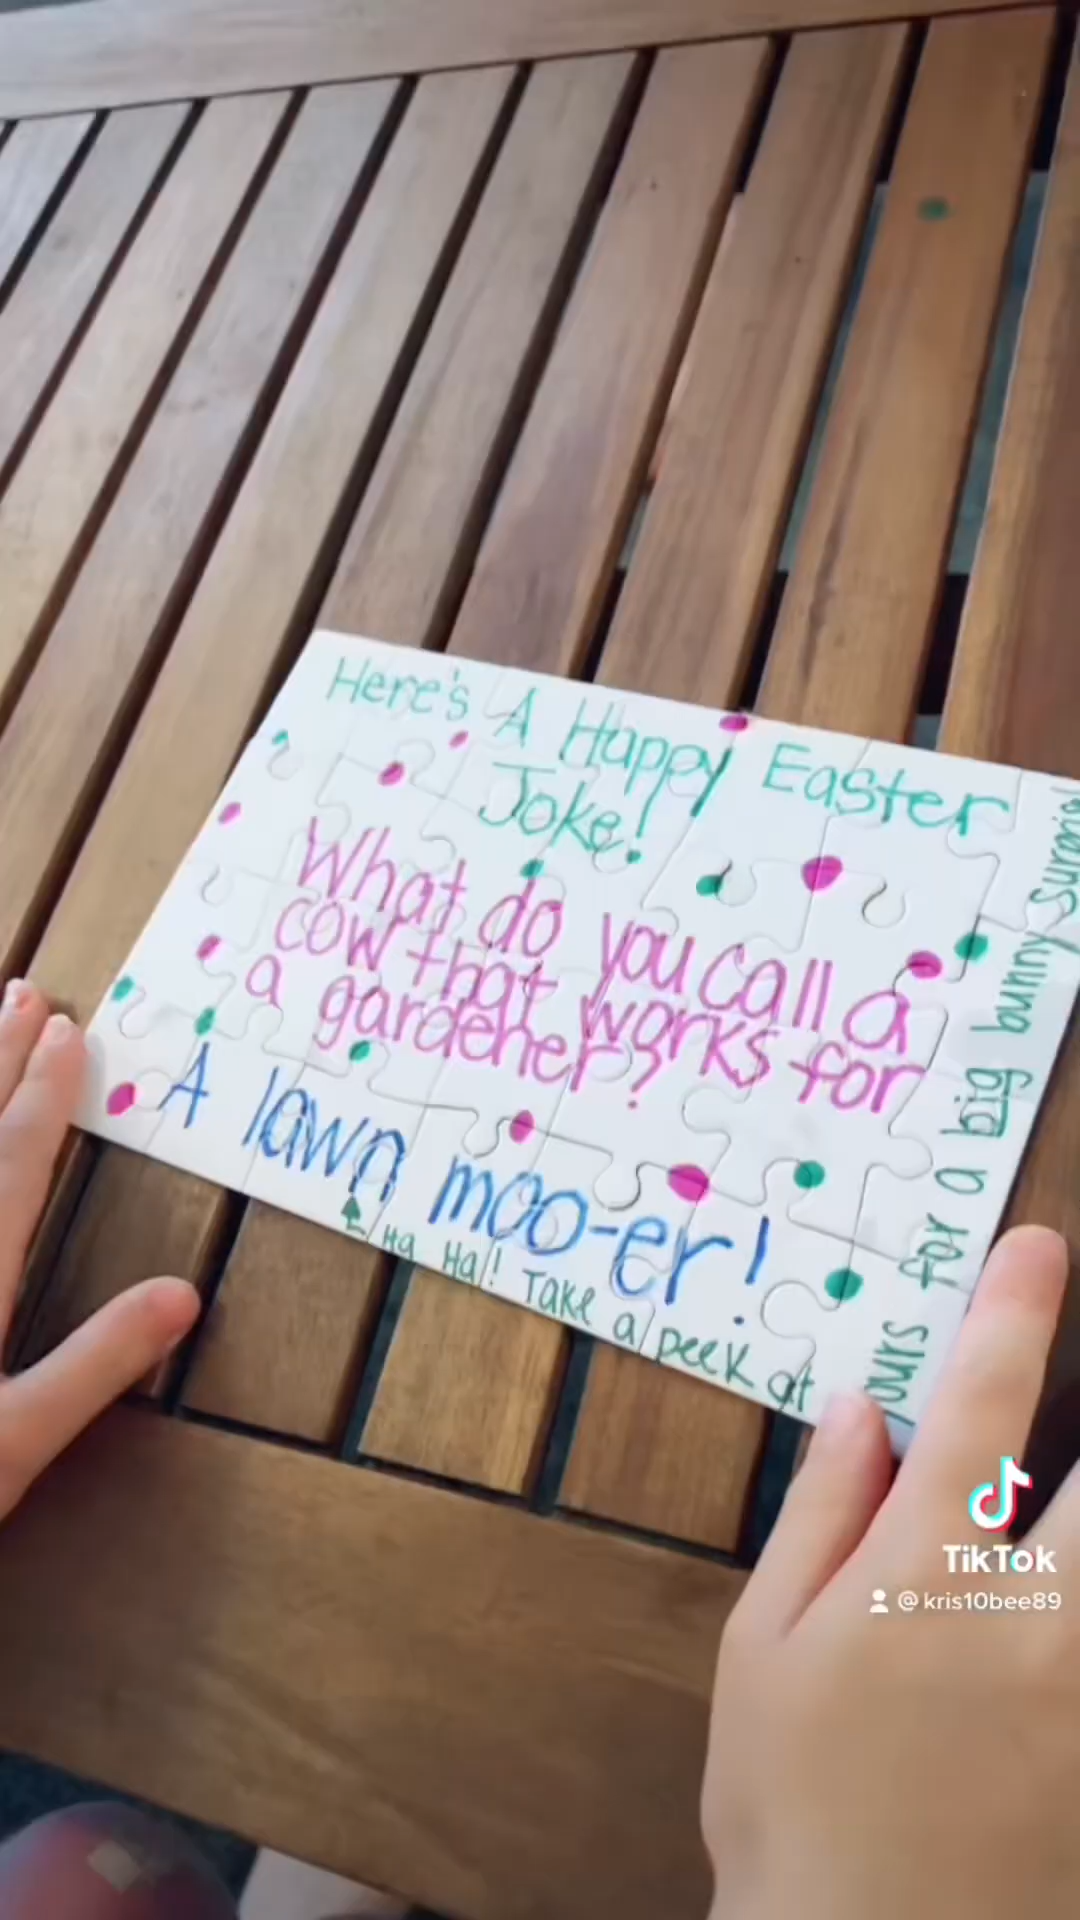 Here's A Happy Easter
Joke!
What do you call a
cow that works for
a gardener?
A lawn moo-er!
Ha Ha! Take a peek at
yours for a big bunny surprise!
TikTok
@kris10bee89